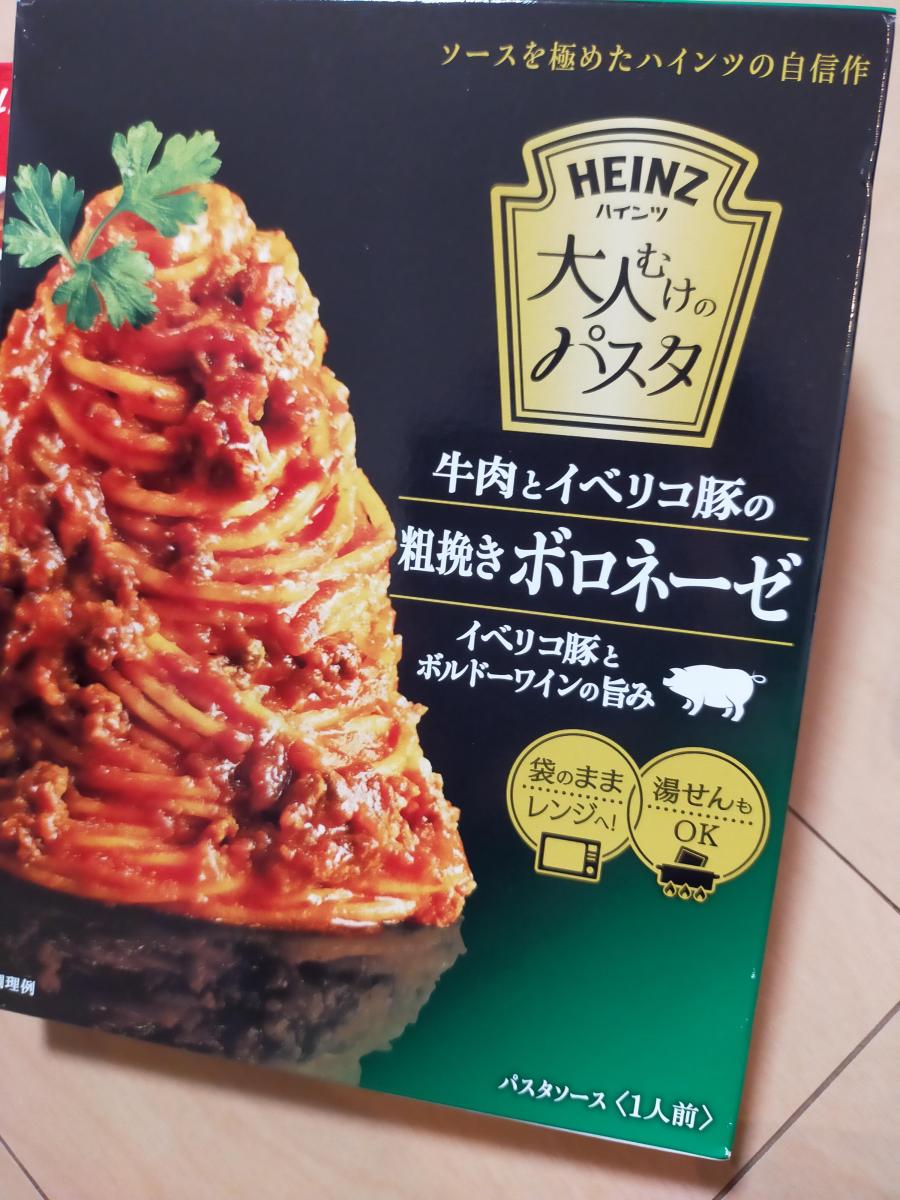 ソースを極めたハインツの自信作
HEINZ
ハインツ
大人むけの
パスタ
牛肉とイベリコ豚の
粗挽きボロネーゼ
イベリコ豚と
ボルドーワインの旨み
袋のまま
レンジへ!
湯せんも
OK
理例
パスタソース〈1人前〉